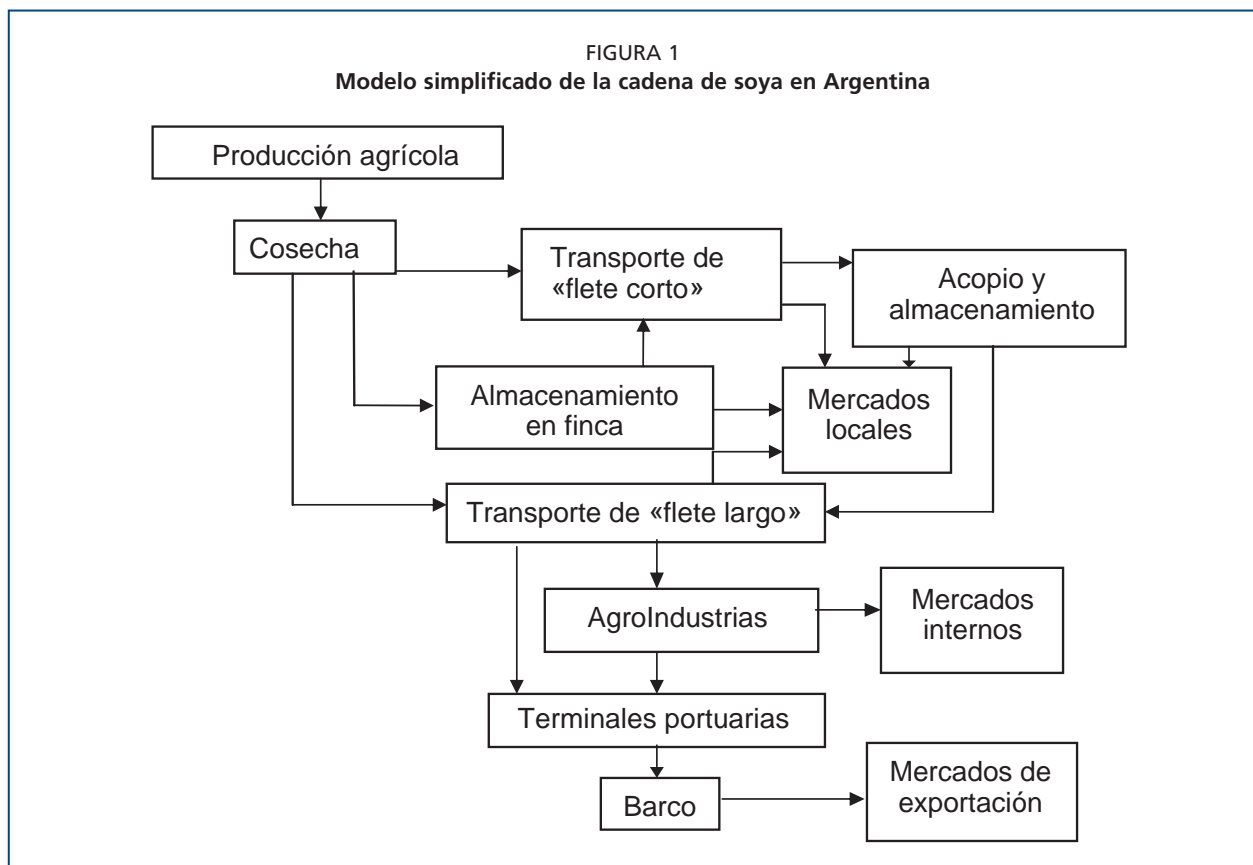 FIGURA 1
Modelo simplificado de la cadena de soya en Argentina
Producción agrícola
Cosecha
Transporte de
«flete corto»
Acopio y
almacenamiento
Almacenamiento
en finca
Mercados
locales
Transporte de «flete largo»
AgroIndustrias
Mercados
internos
Terminales portuarias
Barco
Mercados de
exportación